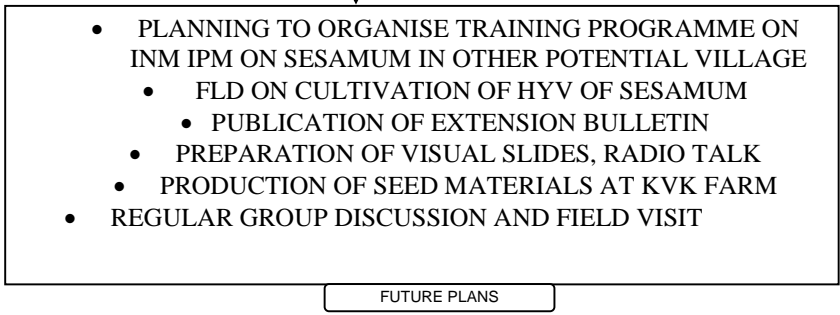 • PLANNING TO ORGANISE TRAINING PROGRAMME ON
INM IPM ON SESAMUM IN OTHER POTENTIAL VILLAGE
• FLD ON CULTIVATION OF HYV OF SESAMUM
• PUBLICATION OF EXTENSION BULLETIN
• PREPARATION OF VISUAL SLIDES, RADIO TALK
• PRODUCTION OF SEED MATERIALS AT KVK FARM
• REGULAR GROUP DISCUSSION AND FIELD VISIT
FUTURE PLANS